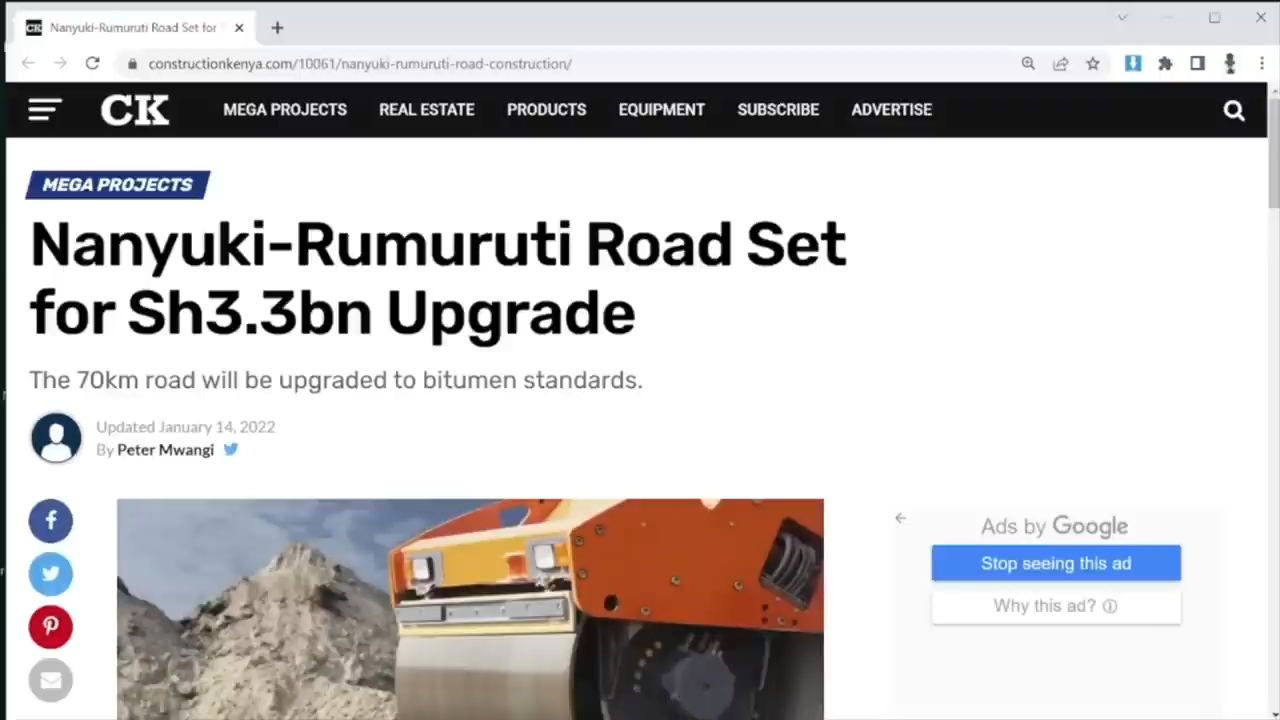 CK Nanyuki-Rumuruti Road Set for
constructionkenya.com/10061/nanyuki-rumuruti-road-construction/
CK MEGA PROJECTS REAL ESTATE PRODUCTS EQUIPMENT SUBSCRIBE ADVERTISE
MEGA PROJECTS
Nanyuki-Rumuruti Road Set
for Sh3.3bn Upgrade
The 70km road will be upgraded to bitumen standards.
Updated January 14, 2022
By Peter Mwangi
Ads by Google
Stop seeing this ad
Why this ad?